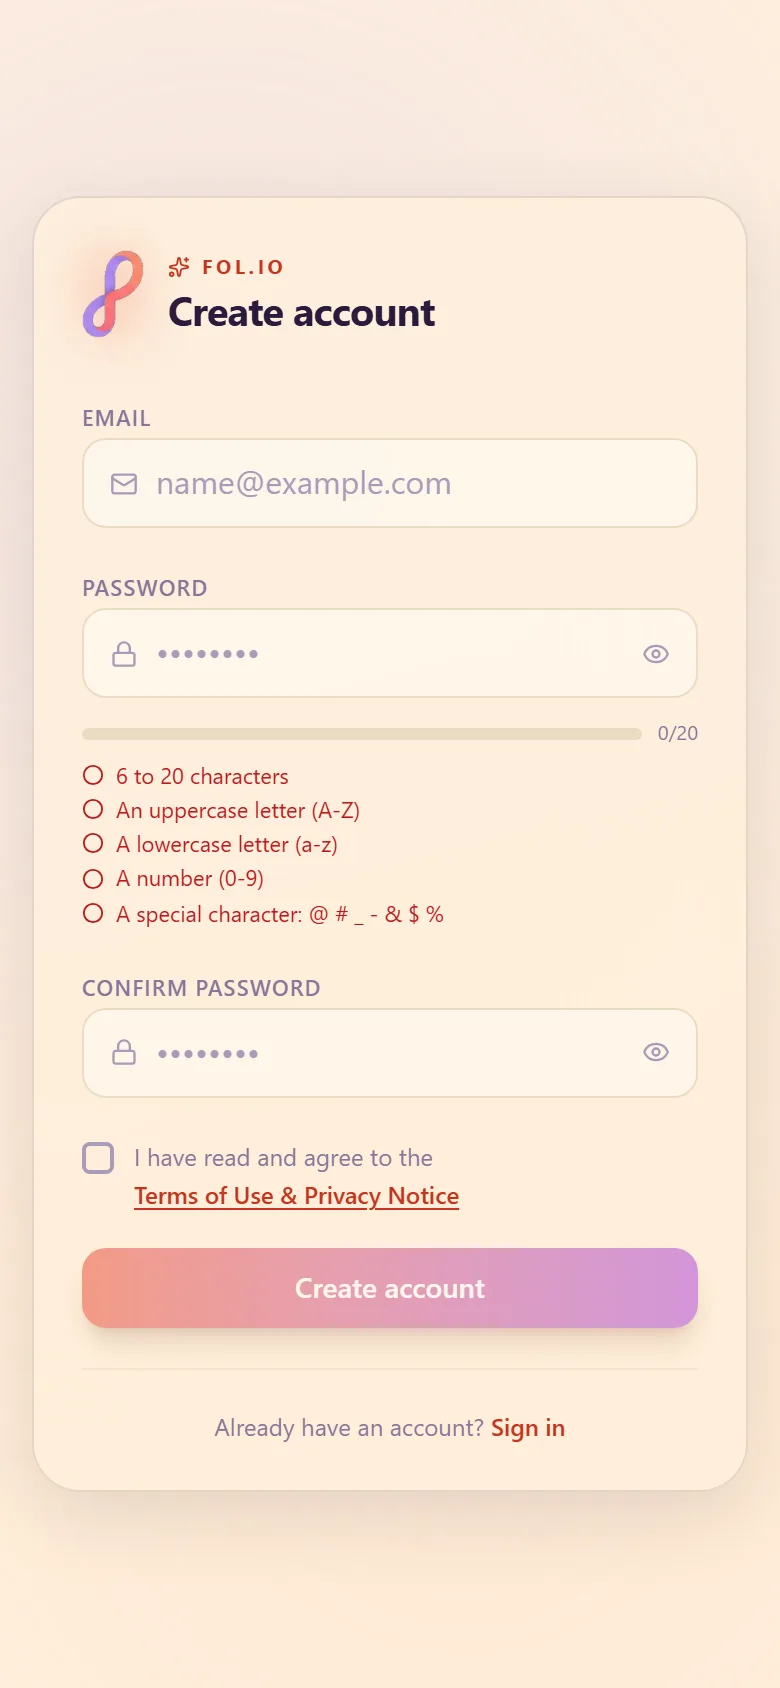 FOL.IO
Create account
EMAIL
name@example.com
PASSWORD
••••••••
0/20
6 to 20 characters
An uppercase letter (A-Z)
A lowercase letter (a-z)
A number (0-9)
A special character: @ # _ - & $ %
CONFIRM PASSWORD
••••••••
I have read and agree to the
Terms of Use & Privacy Notice
Create account
Already have an account? Sign in